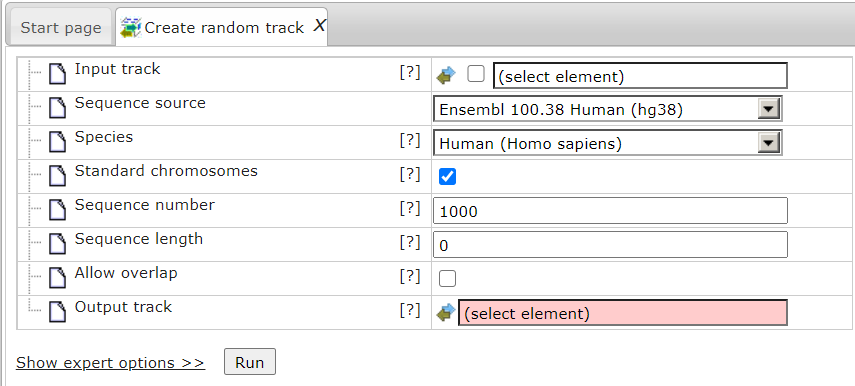 Start page Create random track X
Input track [?] (select element)
Sequence source Ensembl 100.38 Human (hg38)
Species [?] Human (Homo sapiens)
Standard chromosomes [?]
Sequence number [?] 1000
Sequence length [?] 0
Allow overlap [?]
Output track [?] (select element)
Show expert options >> Run